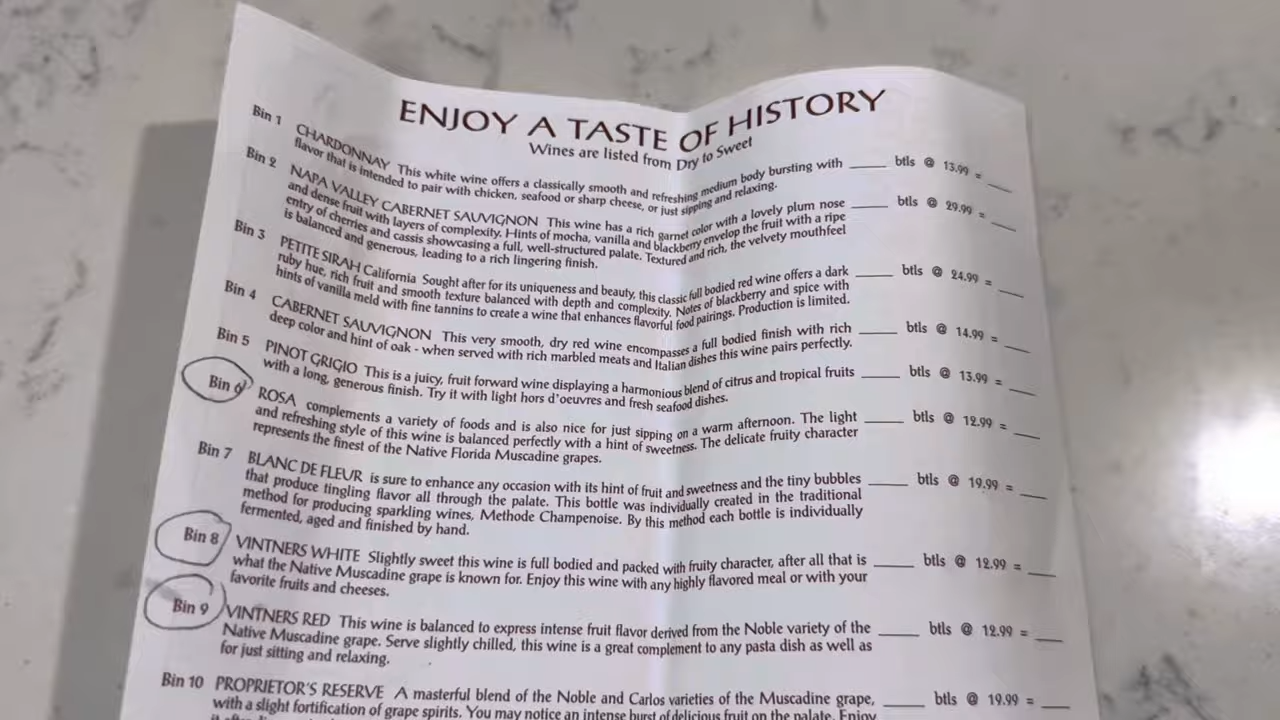 ENJOY A TASTE OF HISTORY
Wines are listed from Dry to Sweet
Bin 1 CHARDONNAY This white wine offers a classically smooth and refreshing medium body bursting with ____ btls @ 13.99 = ___
flavor that is intended to pair with chicken, seafood or sharp cheese, or just sipping and relaxing.
Bin 2 NAPA VALLEY CABERNET SAUVIGNON This wine has a rich garnet color with a lovely plum nose ____ btls @ 29.99 = ___
and dense fruit with layers of complexity. Hints of mocha, vanilla and blackberry envelop the fruit with a ripe
entry of cherries and cassis showcasing a full, well-structured palate. Textured and rich, the velvety mouthfeel
is balanced and generous, leading to a rich lingering finish.
Bin 3 PETITE SIRAH California Sought after for its uniqueness and beauty, this classic full bodied red wine offers a dark ____ btls @ 24.99 = ___
ruby hue, rich fruit and smooth texture balanced with depth and complexity. Notes of blackberry and spice with
hints of vanilla meld with fine tannins to create a wine that enhances flavorful food pairings. Production is limited.
Bin 4 CABERNET SAUVIGNON This very smooth, dry red wine encompasses a full bodied finish with rich ____ btls @ 14.99 = ___
deep color and hint of oak - when served with rich marbled meats and Italian dishes this wine pairs perfectly.
Bin 5 PINOT GRIGIO This is a juicy, fruit forward wine displaying a harmonious blend of citrus and tropical fruits ____ btls @ 13.99 = ___
with a long, generous finish. Try it with light hors d'oeuvres and fresh seafood dishes.
Bin 6 ROSA complements a variety of foods and is also nice for just sipping on a warm afternoon. The light ____ btls @ 12.99 = ___
and refreshing style of this wine is balanced perfectly with a hint of sweetness. The delicate fruity character
represents the finest of the Native Florida Muscadine grapes.
Bin 7 BLANC DE FLEUR is sure to enhance any occasion with its hint of fruit and sweetness and the tiny bubbles ____ btls @ 19.99 = ___
that produce tingling flavor all through the palate. This bottle was individually created in the traditional
method for producing sparkling wines, Methode Champenoise. By this method each bottle is individually
fermented, aged and finished by hand.
Bin 8 VINTNERS WHITE Slightly sweet this wine is full bodied and packed with fruity character, after all that is ____ btls @ 12.99 = ___
what the Native Muscadine grape is known for. Enjoy this wine with any highly flavored meal or with your
favorite fruits and cheeses.
Bin 9 VINTNERS RED This wine is balanced to express intense fruit flavor derived from the Noble variety of the ____ btls @ 12.99 = ___
Native Muscadine grape. Serve slightly chilled, this wine is a great complement to any pasta dish as well as
for just sitting and relaxing.
Bin 10 PROPRIETOR'S RESERVE A masterful blend of the Noble and Carlos varieties of the Muscadine grape, ____ btls @ 19.99 = ___
with a slight fortification of grape spirits. You may notice an intense burst of delicious fruit on the palate. Enjoy